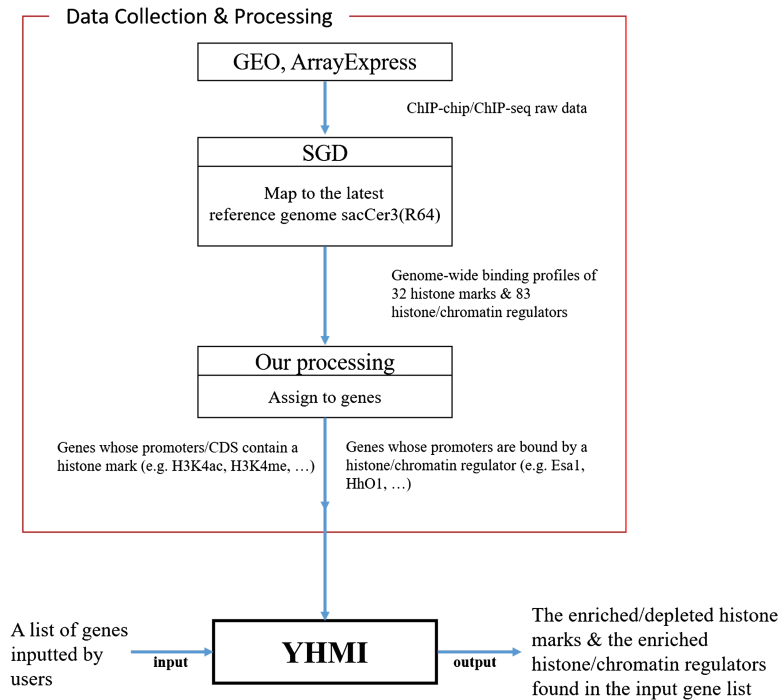 Data Collection & Processing
GEO, ArrayExpress
ChIP-chip/ChIP-seq raw data
SGD
Map to the latest
reference genome sacCer3(R64)
Genome-wide binding profiles of
32 histone marks & 83
histone/chromatin regulators
Our processing
Assign to genes
Genes whose promoters/CDS contain a
histone mark (e.g. H3K4ac, H3K4me, …)
Genes whose promoters are bound by a
histone/chromatin regulator (e.g. Esa1,
HhO1, …)
A list of genes
inputted by
users
input
YHMI
output
The enriched/depleted histone
marks & the enriched
histone/chromatin regulators
found in the input gene list